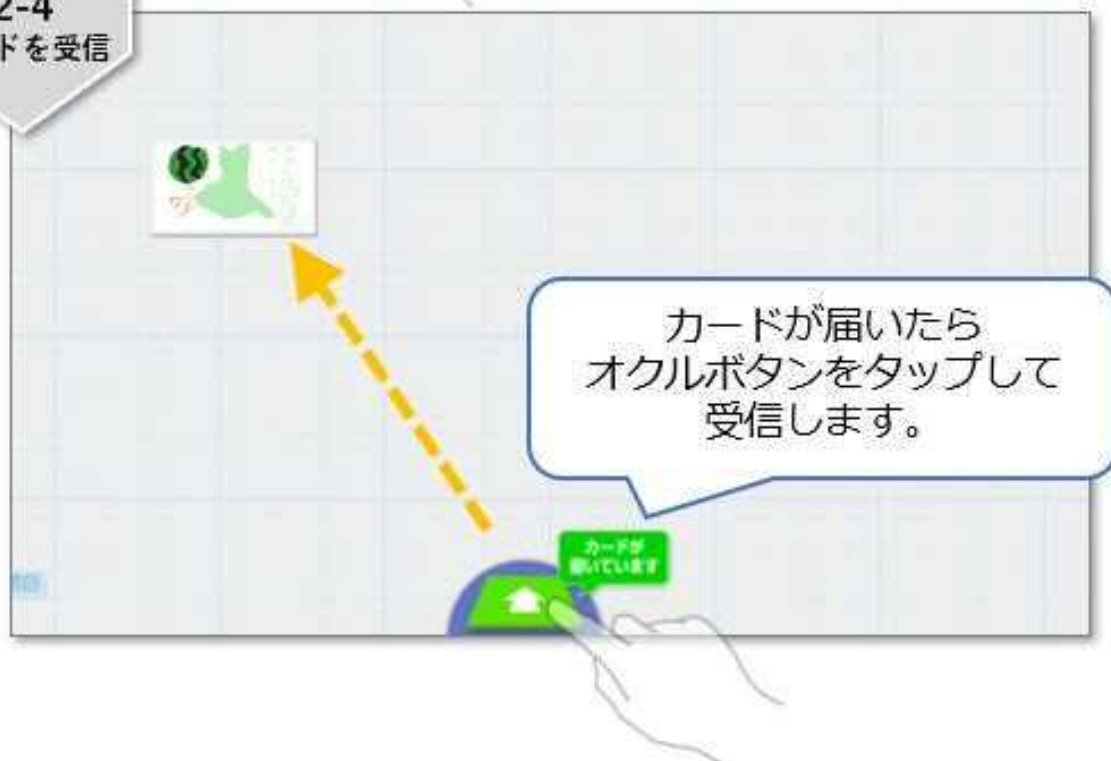 2-4
ドを受信
カードが届いたら
オクルボタンをタップして
受信します。
カードが
届いています